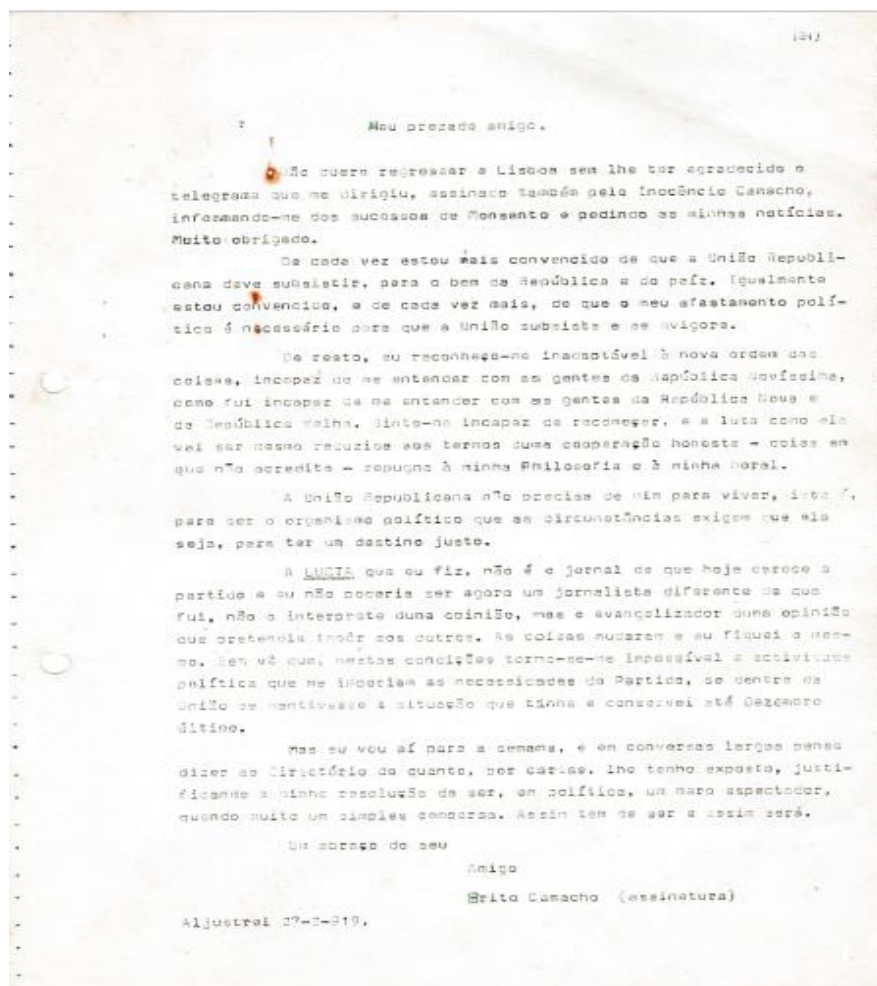 (24)
Meu prezado amigo.
Não quero regressar a Lisboa sem lhe ter agradecido o
telegrama que me dirigiu, assinado também pelo Inocêncio Camacho,
informando-me dos sucessos de Monsanto e pedindo as minhas notícias.
Muito obrigado.
De cada vez estou mais convencido de que a União Republi-
cana deve subsistir, para o bem da República e do país. Igualmente
estou convencido, e de cada vez mais, de que o meu afastamento polí-
tico é necessário para que a União subsista e se avigore.
De resto, eu reconheço-me inadaptável à nova ordem das
coisas, incapaz de me entender com as gentes da República Novíssima,
como fui incapaz de me entender com as gentes da República Nova e
da República Velha. Sinto-me incapaz de recomeçar, e a luta como ela
vai ser mesmo reduzida aos termos duma cooperação honesta - coisa em
que não acredito - repugna à minha Philosofia e à minha moral.
A União Republicana não precisa de mim para viver, isto é,
para ser o organismo político que as circunstâncias exigem que ela
seja, para ter um destino justo.
A LUCTA que eu fiz, não é o jornal de que hoje carece o
partido e eu não poderia ser agora um jornalista diferente do que
fui, não o interprete duma opinião, mas o evangelizador duma opinião
que pretendia impôr aos outros. As coisas mudaram e eu fiquei o mes-
mo. Bem vê que, nestas condições torna-se-me impossível a actividade
política que me imporiam as necessidades do Partido, se dentro da
União se mantivesse a situação que tinha e conservei até Dezembro
último.
Mas eu vou aí para a semana, e em conversas largas penso
dizer ao Directório do quanto, por cartas, lhe tenho exposto, justi-
ficando a minha resolução de ser, em política, um mero espectador,
quando muito um simples comparsa. Assim tem de ser e assim será.
Um abraço do seu
Amigo
Brito Camacho (assinatura)
Aljustrel 27-2-919.